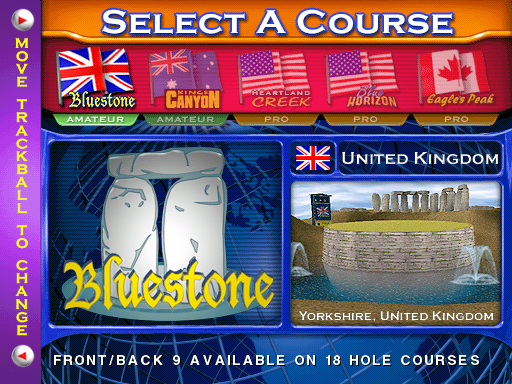 SELECT A COURSE
MOVE TRACKBALL TO CHANGE
Bluestone
KINGS CANYON
HEARTLAND CREEK
Blue HORIZON
Eagle's Peak
AMATEUR
AMATEUR
PRO
PRO
PRO
UNITED KINGDOM
Bluestone
YORKSHIRE, UNITED KINGDOM
FRONT/BACK 9 AVAILABLE ON 18 HOLE COURSES